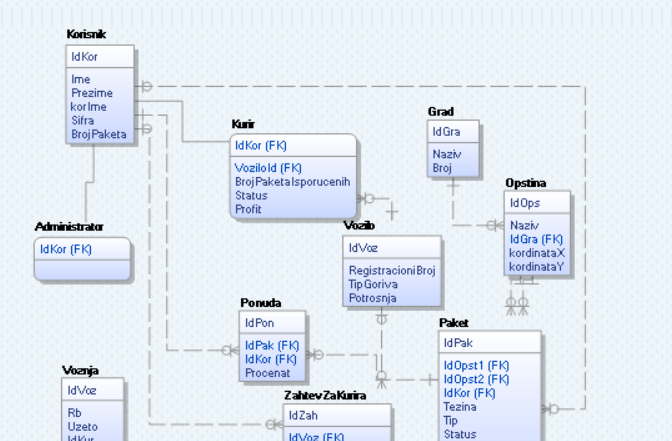 Korisnik
IdKor
Ime
Prezime
korIme
Sifra
BrojPaketa
Kurir
IdKor (FK)
VoziloId (FK)
BrojPaketaIsporucenih
Status
Profit
Grad
IdGra
Naziv
Broj
Opstina
IdOps
Naziv
IdGra (FK)
kordinataX
kordinataY
Administrator
IdKor (FK)
Vozilo
IdVoz
RegistracioniBroj
TipGoriva
Potrosnja
Ponuda
IdPon
IdPak (FK)
IdKor (FK)
Procenat
Paket
IdPak
IdOpst1 (FK)
IdOpst2 (FK)
IdKor (FK)
Tezina
Tip
Status
Voznja
IdVoz
Rb
Uzeto
IdKur
ZahtevZaKurira
IdZah
IdVoz (FK)